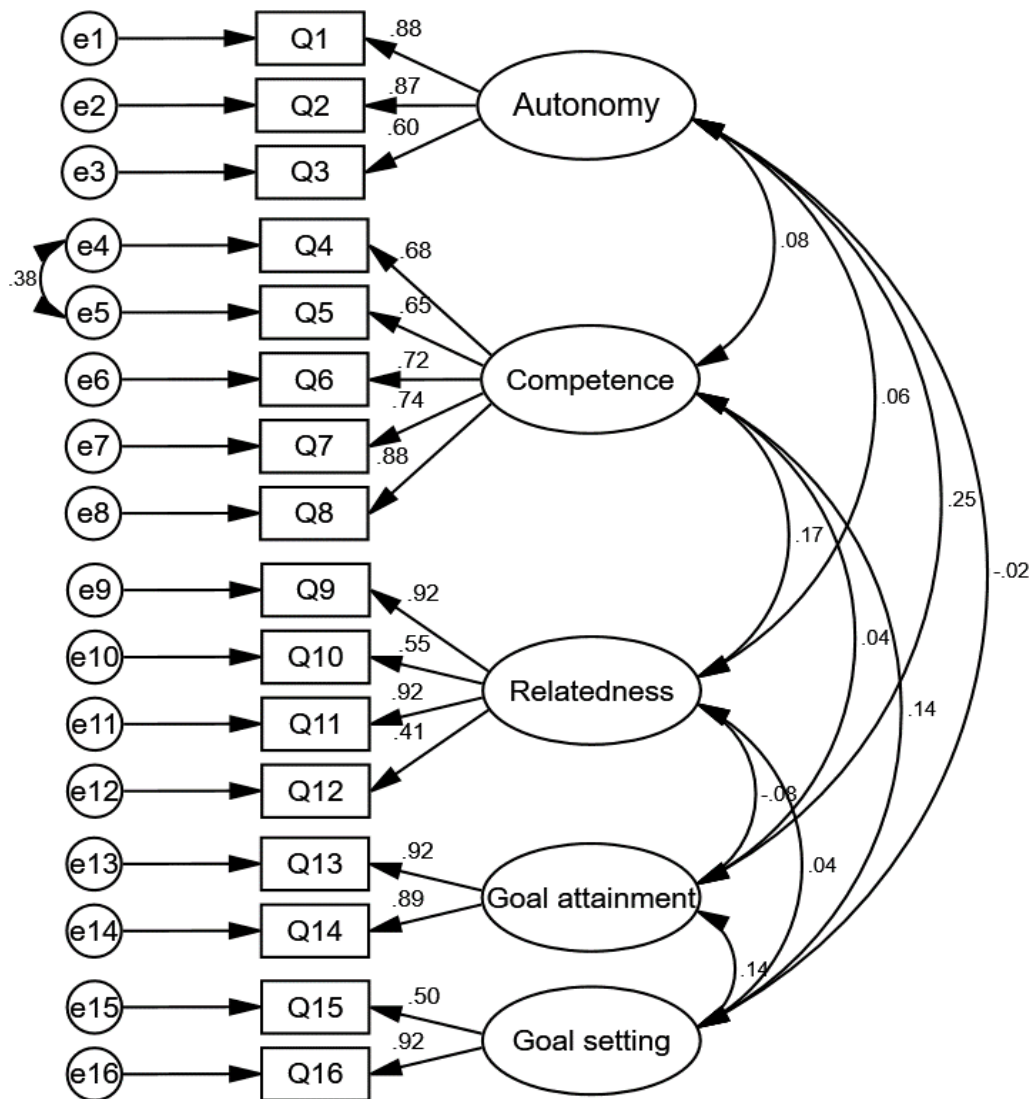 e1
Q1
.88
e2
Q2
.87
Autonomy
e3
Q3
.60
e4
Q4
.68
.08
.38
e5
Q5
.65
e6
Q6
.72
Competence
.06
e7
Q7
.74
e8
Q8
.88
.17
.25
-.02
e9
Q9
.92
e10
Q10
.55
.04
Relatedness
e11
Q11
.92
.14
e12
Q12
.41
-.08
e13
Q13
.92
.04
Goal attainment
e14
Q14
.89
.14
e15
Q15
.50
Goal setting
e16
Q16
.92